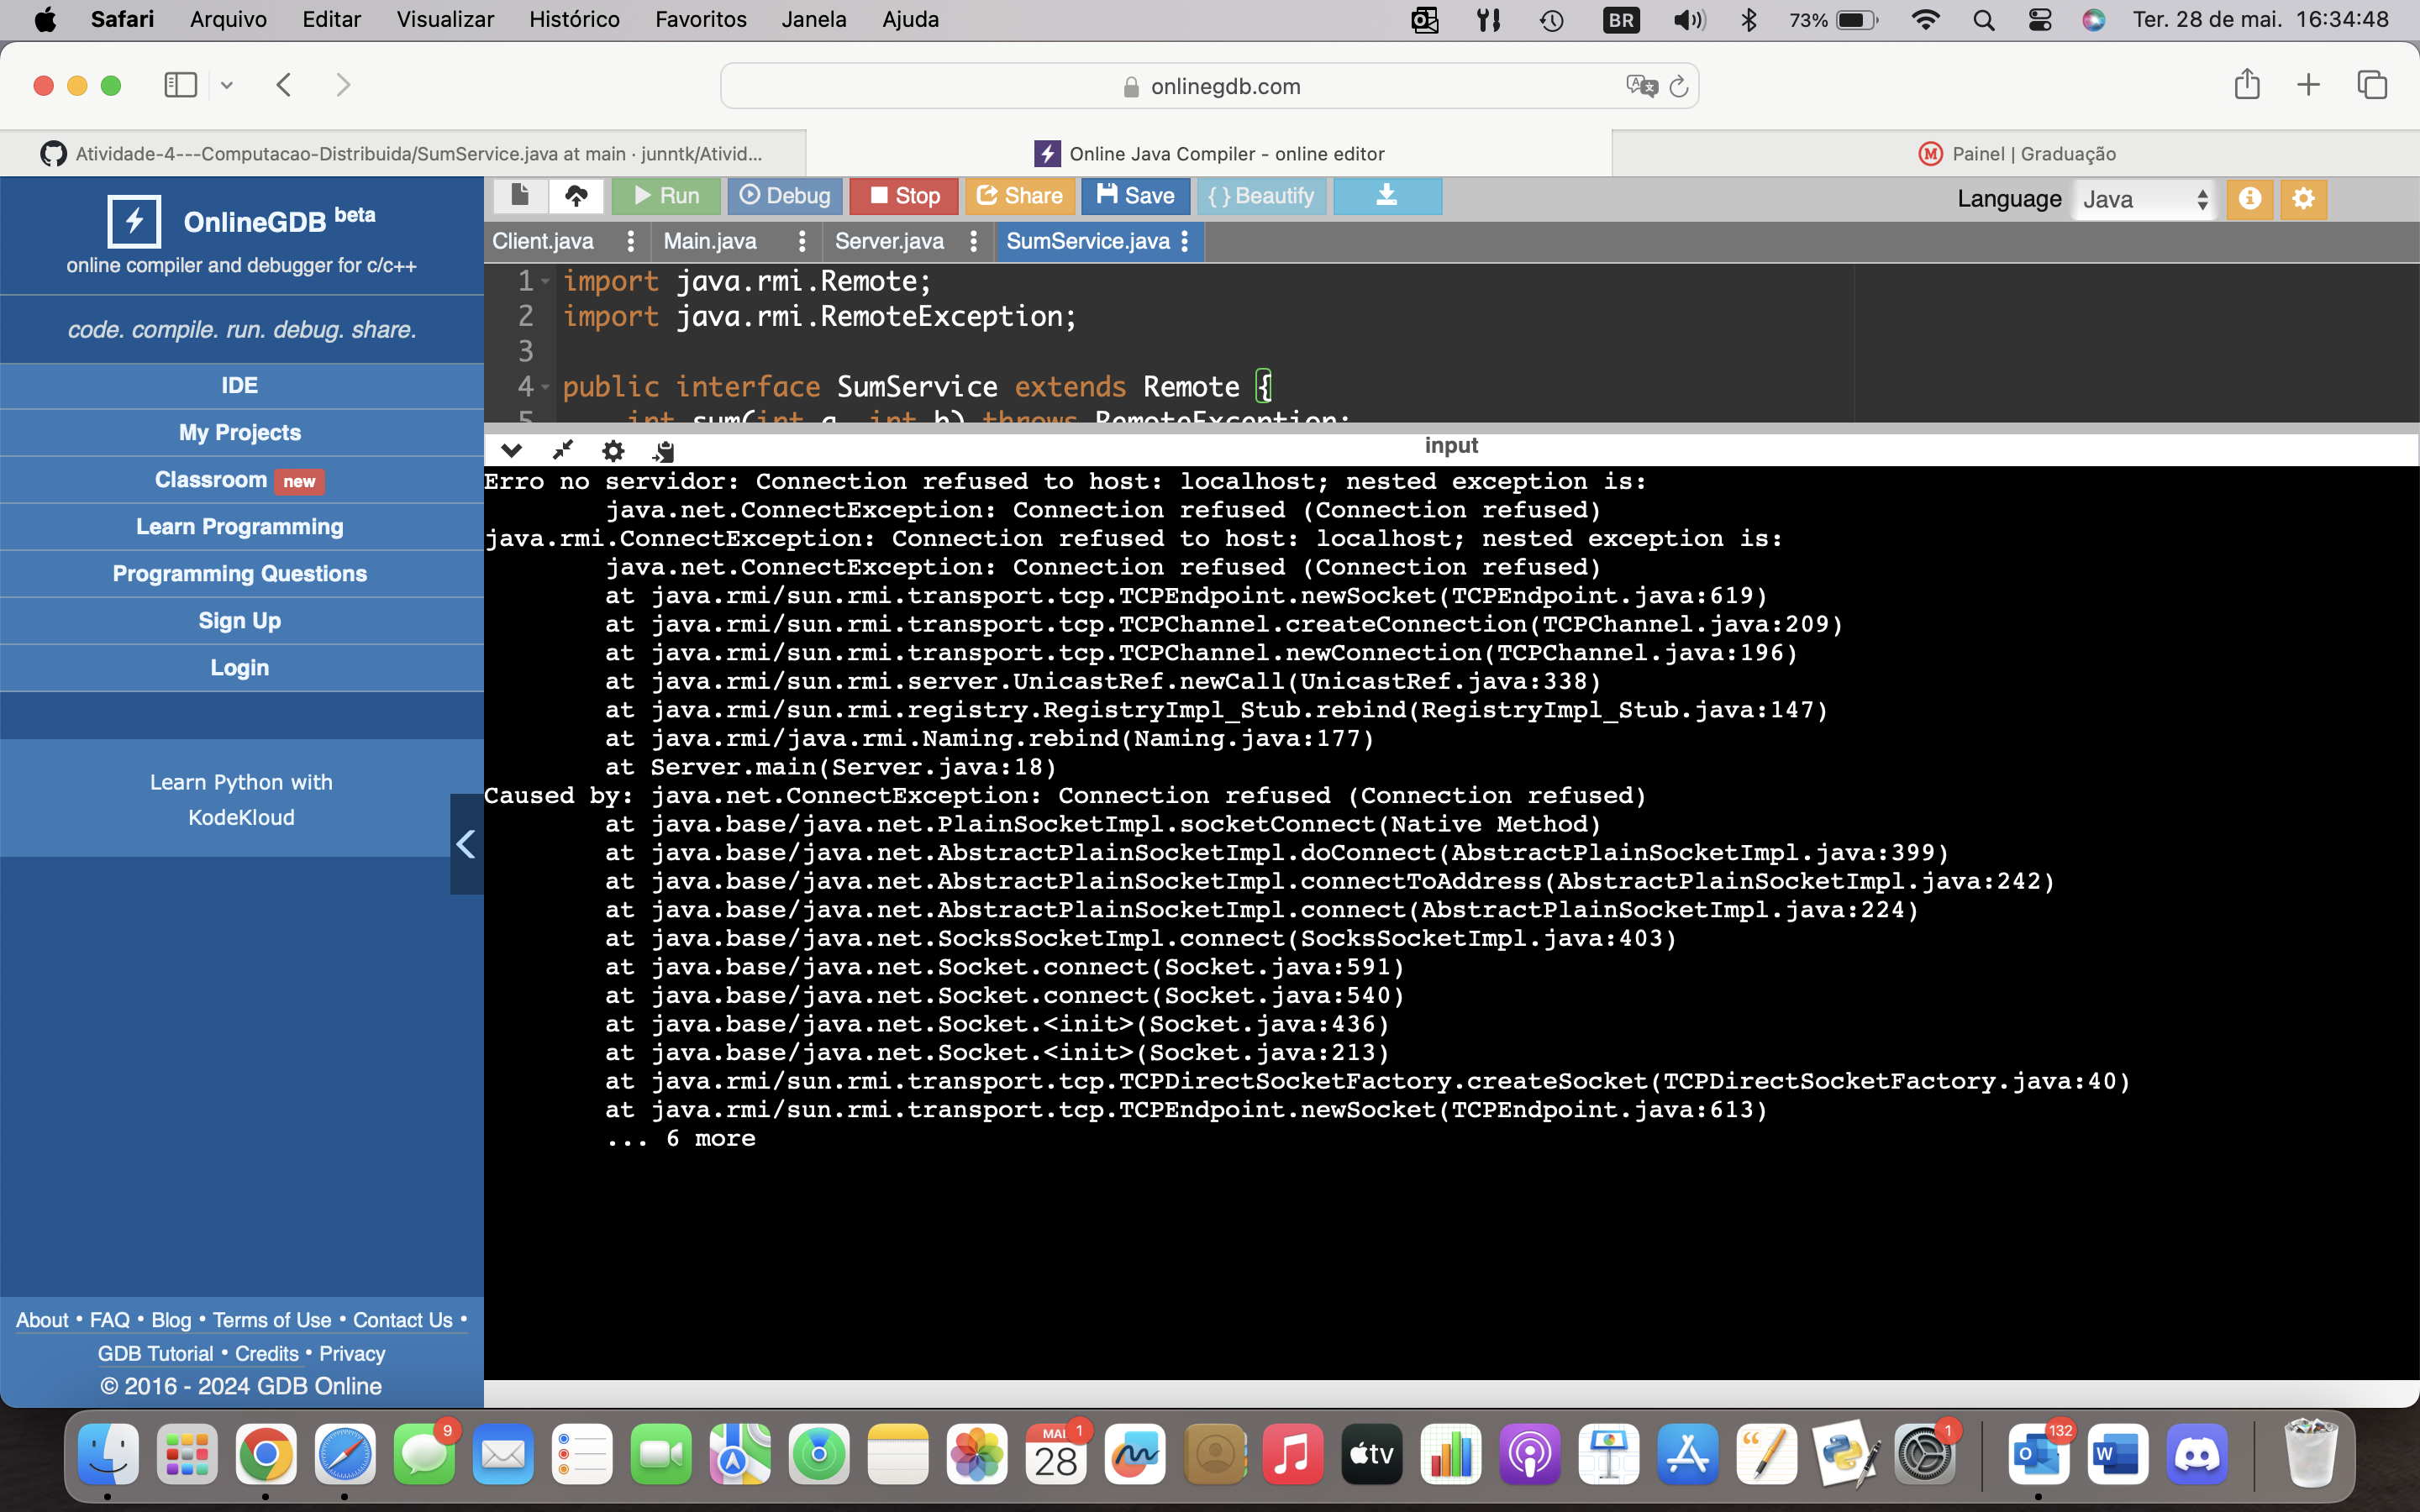 Safari Arquivo Editar Visualizar Histórico Favoritos Janela Ajuda BR 73% Ter. 28 de mai. 16:34:48
onlinegdb.com
Atividade-4---Computacao-Distribuida/SumService.java at main · junntk/Ativid... Online Java Compiler - online editor Painel | Graduação
OnlineGDB beta
online compiler and debugger for c/c++
code. compile. run. debug. share.
IDE
My Projects
Classroom new
Learn Programming
Programming Questions
Sign Up
Login
Learn Python with
KodeKloud
About • FAQ • Blog • Terms of Use • Contact Us •
GDB Tutorial • Credits • Privacy
© 2016 - 2024 GDB Online
Run Debug Stop Share Save { } Beautify Language Java
Client.java Main.java Server.java SumService.java
1 import java.rmi.Remote;
2 import java.rmi.RemoteException;
3
4 public interface SumService extends Remote {
5 int sum(int a, int b) throws RemoteException;
input
Erro no servidor: Connection refused to host: localhost; nested exception is:
java.net.ConnectException: Connection refused (Connection refused)
java.rmi.ConnectException: Connection refused to host: localhost; nested exception is:
java.net.ConnectException: Connection refused (Connection refused)
at java.rmi/sun.rmi.transport.tcp.TCPEndpoint.newSocket(TCPEndpoint.java:619)
at java.rmi/sun.rmi.transport.tcp.TCPChannel.createConnection(TCPChannel.java:209)
at java.rmi/sun.rmi.transport.tcp.TCPChannel.newConnection(TCPChannel.java:196)
at java.rmi/sun.rmi.server.UnicastRef.newCall(UnicastRef.java:338)
at java.rmi/sun.rmi.registry.RegistryImpl_Stub.rebind(RegistryImpl_Stub.java:147)
at java.rmi/java.rmi.Naming.rebind(Naming.java:177)
at Server.main(Server.java:18)
Caused by: java.net.ConnectException: Connection refused (Connection refused)
at java.base/java.net.PlainSocketImpl.socketConnect(Native Method)
at java.base/java.net.AbstractPlainSocketImpl.doConnect(AbstractPlainSocketImpl.java:399)
at java.base/java.net.AbstractPlainSocketImpl.connectToAddress(AbstractPlainSocketImpl.java:242)
at java.base/java.net.AbstractPlainSocketImpl.connect(AbstractPlainSocketImpl.java:224)
at java.base/java.net.SocksSocketImpl.connect(SocksSocketImpl.java:403)
at java.base/java.net.Socket.connect(Socket.java:591)
at java.base/java.net.Socket.connect(Socket.java:540)
at java.base/java.net.Socket.<init>(Socket.java:436)
at java.base/java.net.Socket.<init>(Socket.java:213)
at java.rmi/sun.rmi.transport.tcp.TCPDirectSocketFactory.createSocket(TCPDirectSocketFactory.java:40)
at java.rmi/sun.rmi.transport.tcp.TCPEndpoint.newSocket(TCPEndpoint.java:613)
... 6 more
9 MAI 1 28 tv 1 132